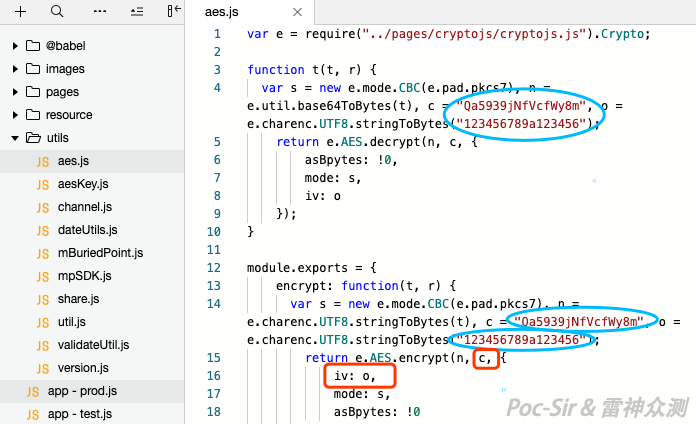 @babel
images
pages
resource
utils
JS aes.js
JS aesKey.js
JS channel.js
JS dateUtils.js
JS mBuriedPoint.js
JS mpSDK.js
JS share.js
JS util.js
JS validateUtil.js
JS version.js
JS app - prod.js
JS app - test.js
aes.js
1 var e = require("../pages/cryptojs/cryptojs.js").Crypto;
2
3 function t(t, r) {
4 var s = new e.mode.CBC(e.pad.pkcs7), n =
e.util.base64ToBytes(t), c = "Qa5939jNfVcfWy8m", o =
e.charenc.UTF8.stringToBytes("123456789a123456");
5 return e.AES.decrypt(n, c, {
6 asBpytes: !0,
7 mode: s,
8 iv: o
9 });
10 }
11
12 module.exports = {
13 encrypt: function(t, r) {
14 var s = new e.mode.CBC(e.pad.pkcs7), n =
e.charenc.UTF8.stringToBytes(t), c = "Qa5939jNfVcfWy8m", o =
e.charenc.UTF8.stringToBytes("123456789a123456");
15 return e.AES.encrypt(n, c, {
16 iv: o,
17 mode: s,
18 asBpytes: !0
Poc-Sir & 雷神众测